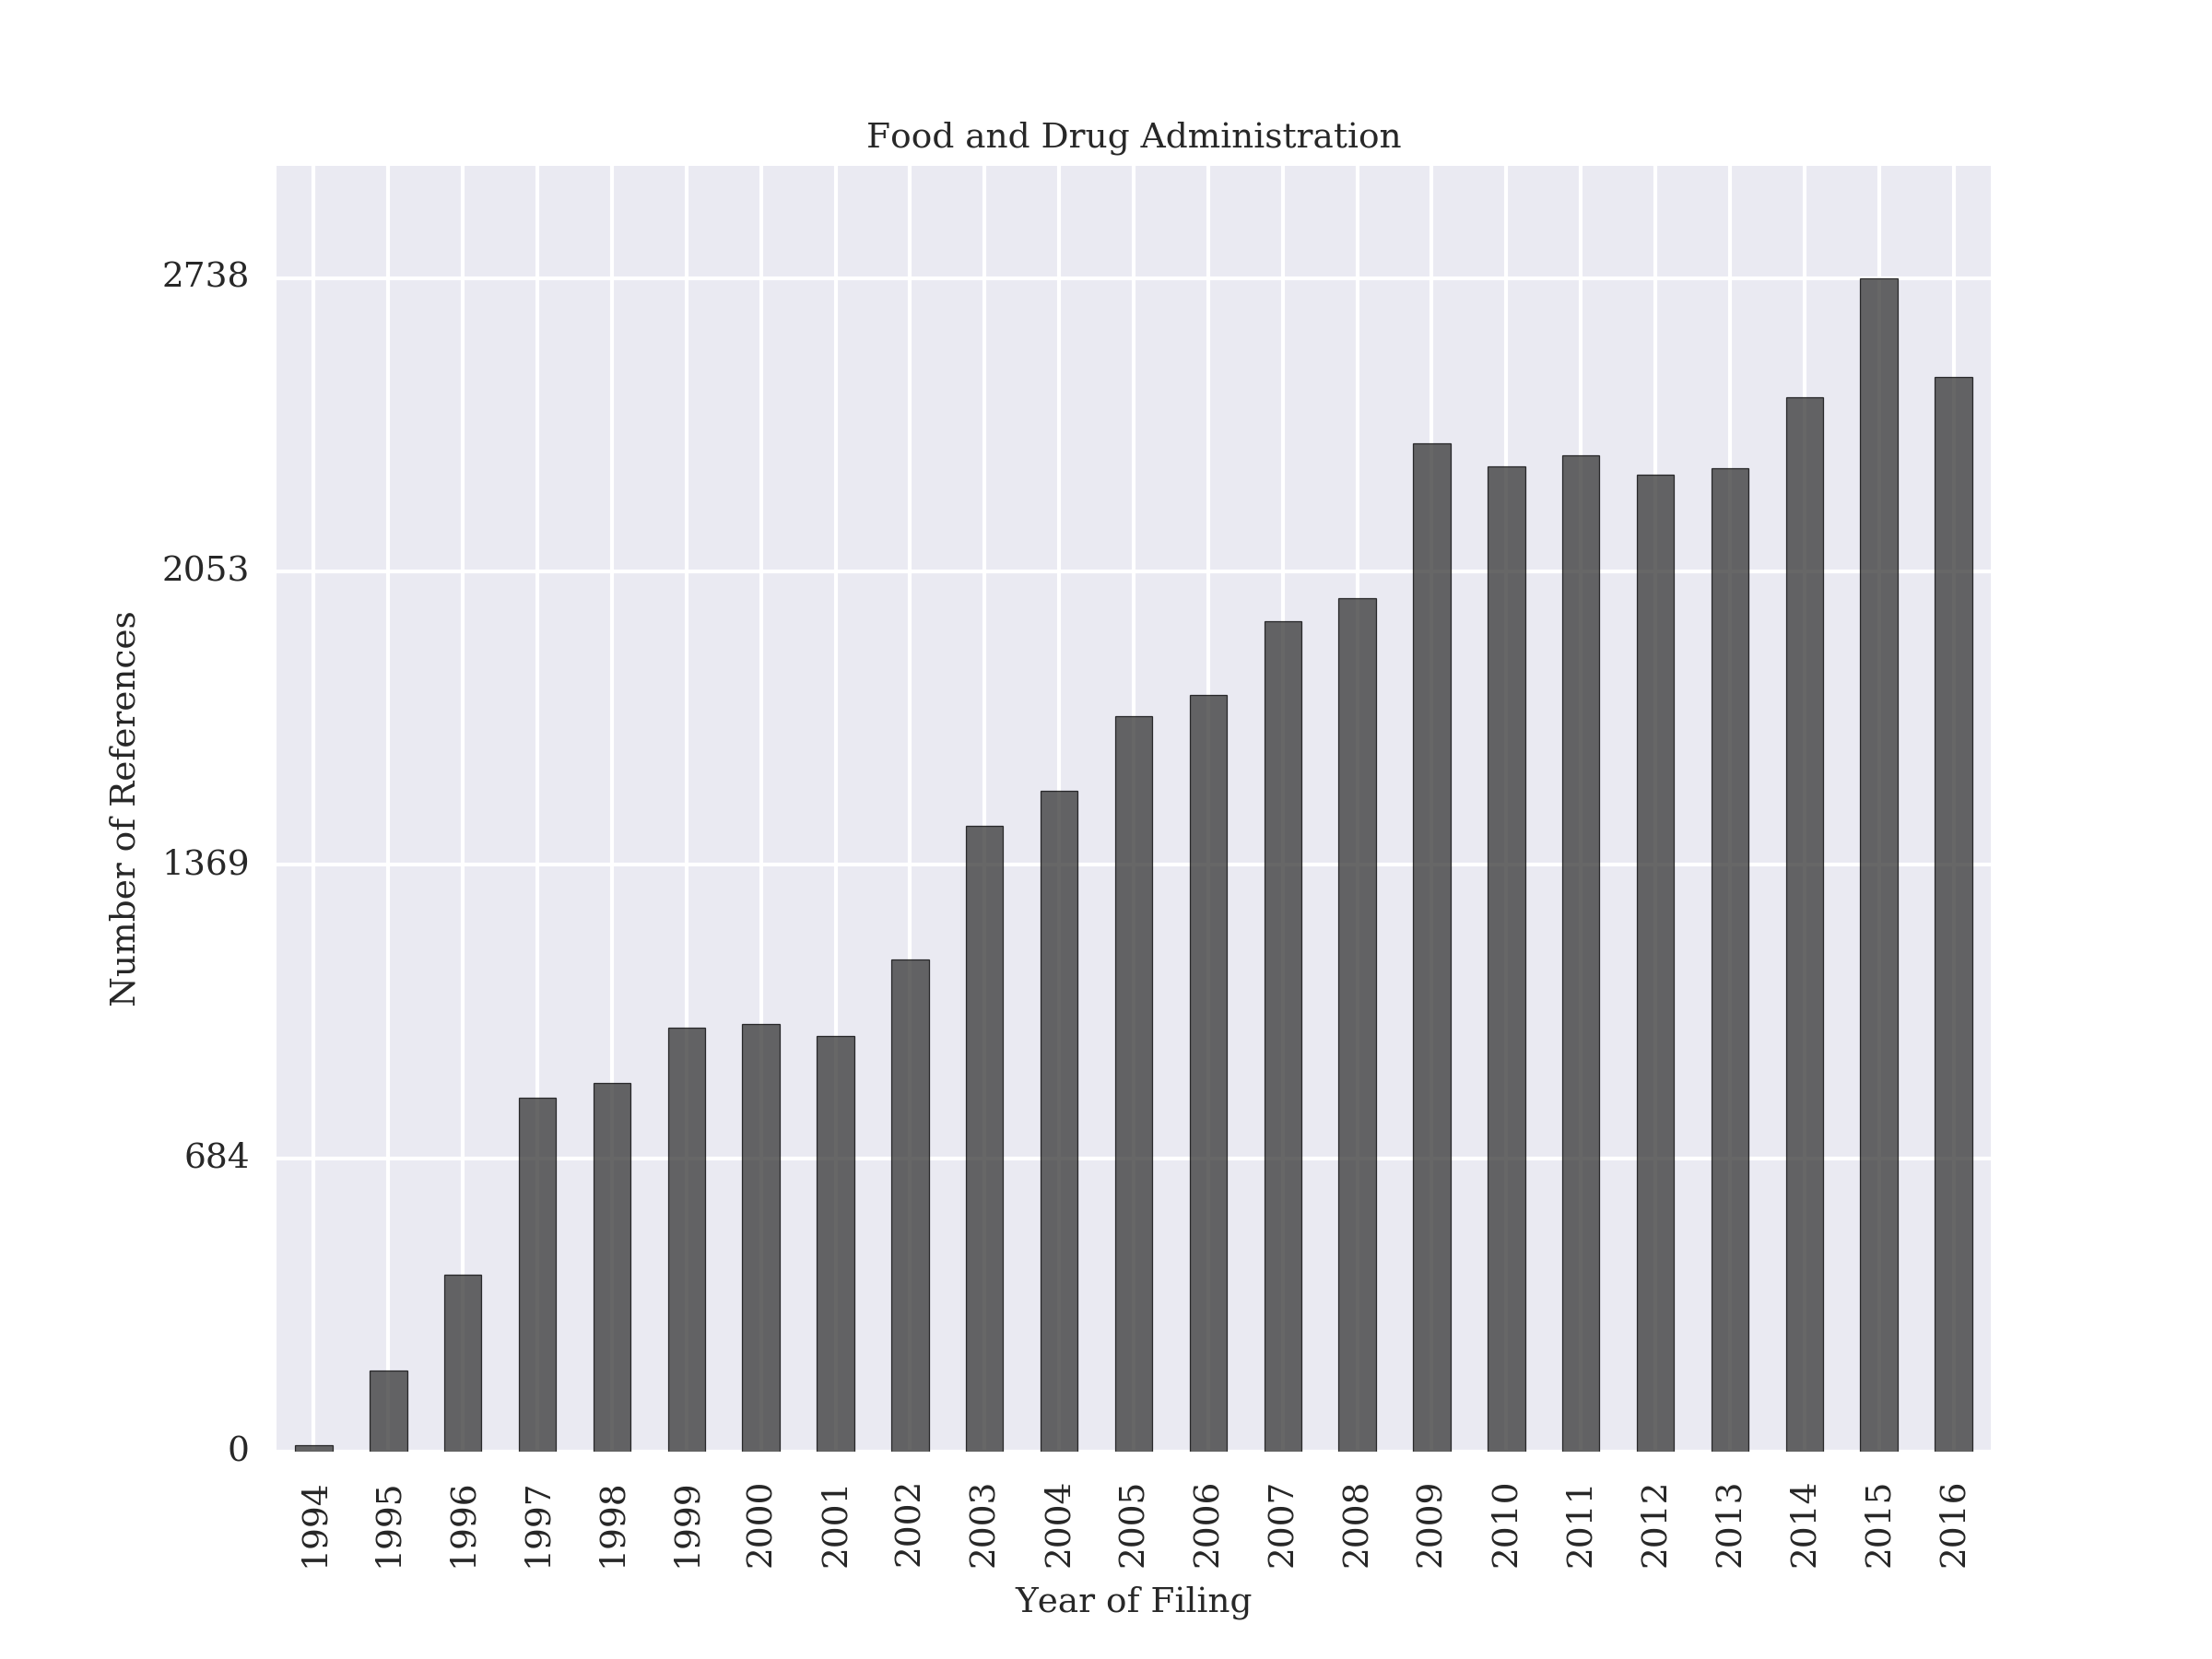 Food and Drug Administration
Number of References
2738
2053
1369
684
0
1994 1995 1996 1997 1998 1999 2000 2001 2002 2003 2004 2005 2006 2007 2008 2009 2010 2011 2012 2013 2014 2015 2016
Year of Filing